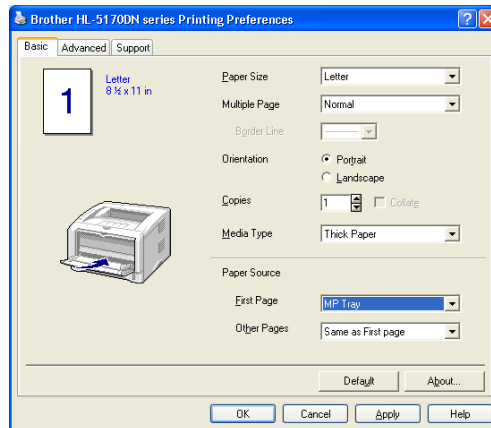 Brother HL-5170DN series Printing Preferences
Basic Advanced Support
1
Letter
8 ½ x 11 in
Paper Size Letter
Multiple Page Normal
Border Line
Orientation Portrait
Landscape
Copies 1 Collate
Media Type Thick Paper
Paper Source
First Page MP Tray
Other Pages Same as First page
Default About...
OK Cancel Apply Help